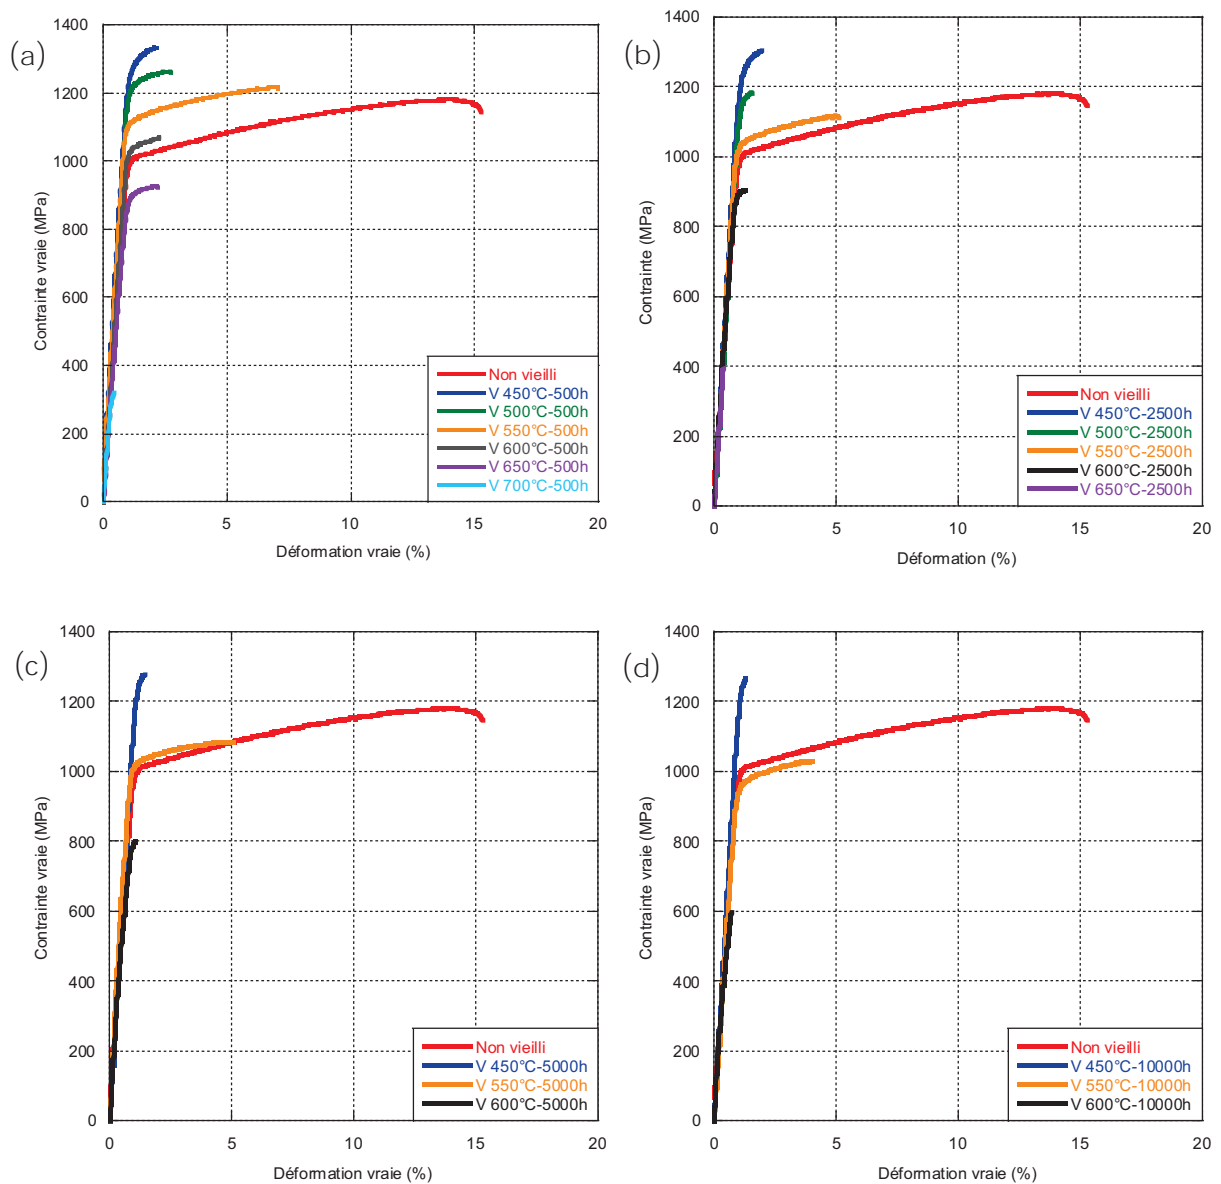 (a)
Contrainte vraie (MPa)
1400
1200
1000
800
600
400
200
0
0 5 10 15 20
Déformation vraie (%)
Non vieilli
V 450°C-500h
V 500°C-500h
V 550°C-500h
V 600°C-500h
V 650°C-500h
V 700°C-500h
(b)
Contrainte (MPa)
1400
1200
1000
800
600
400
200
0
0 5 10 15 20
Déformation (%)
Non vieilli
V 450°C-2500h
V 500°C-2500h
V 550°C-2500h
V 600°C-2500h
V 650°C-2500h
(c)
Contrainte vraie (MPa)
1400
1200
1000
800
600
400
200
0
0 5 10 15 20
Déformation vraie (%)
Non vieilli
V 450°C-5000h
V 550°C-5000h
V 600°C-5000h
(d)
Contrainte vraie (MPa)
1400
1200
1000
800
600
400
200
0
0 5 10 15 20
Déformation vraie (%)
Non vieilli
V 450°C-10000h
V 550°C-10000h
V 600°C-10000h